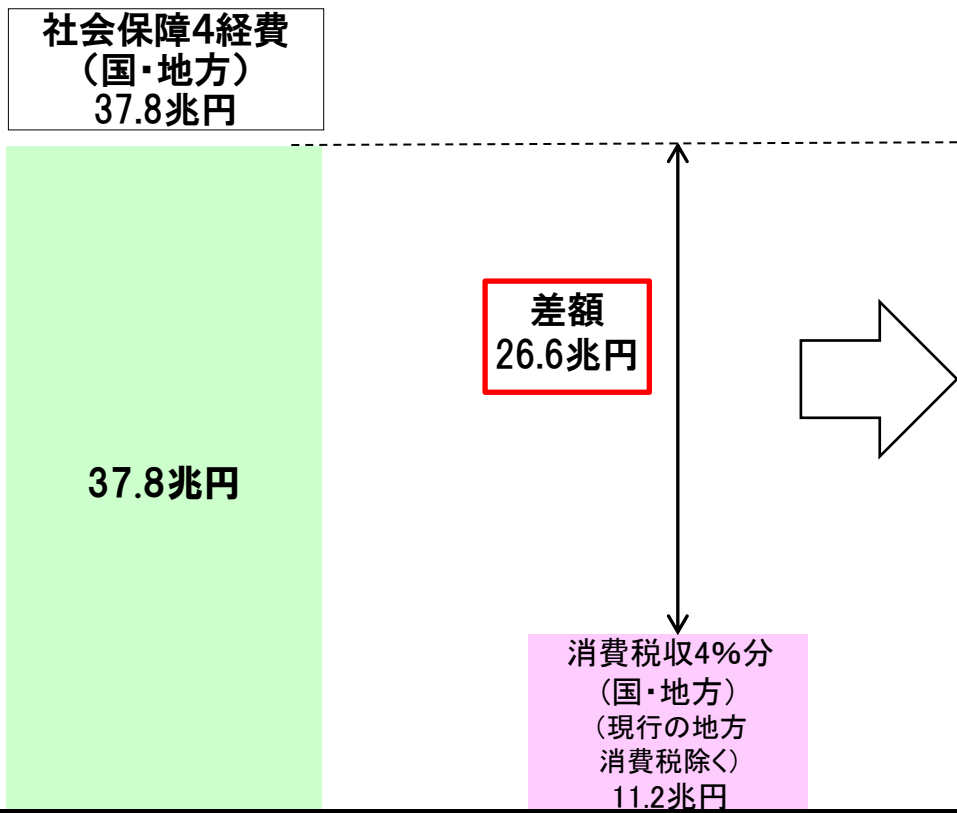 社会保障4経費
（国・地方）
37.8兆円
差額
26.6兆円
37.8兆円
消費税収4%分
（国・地方）
（現行の地方
消費税除く）
11.2兆円